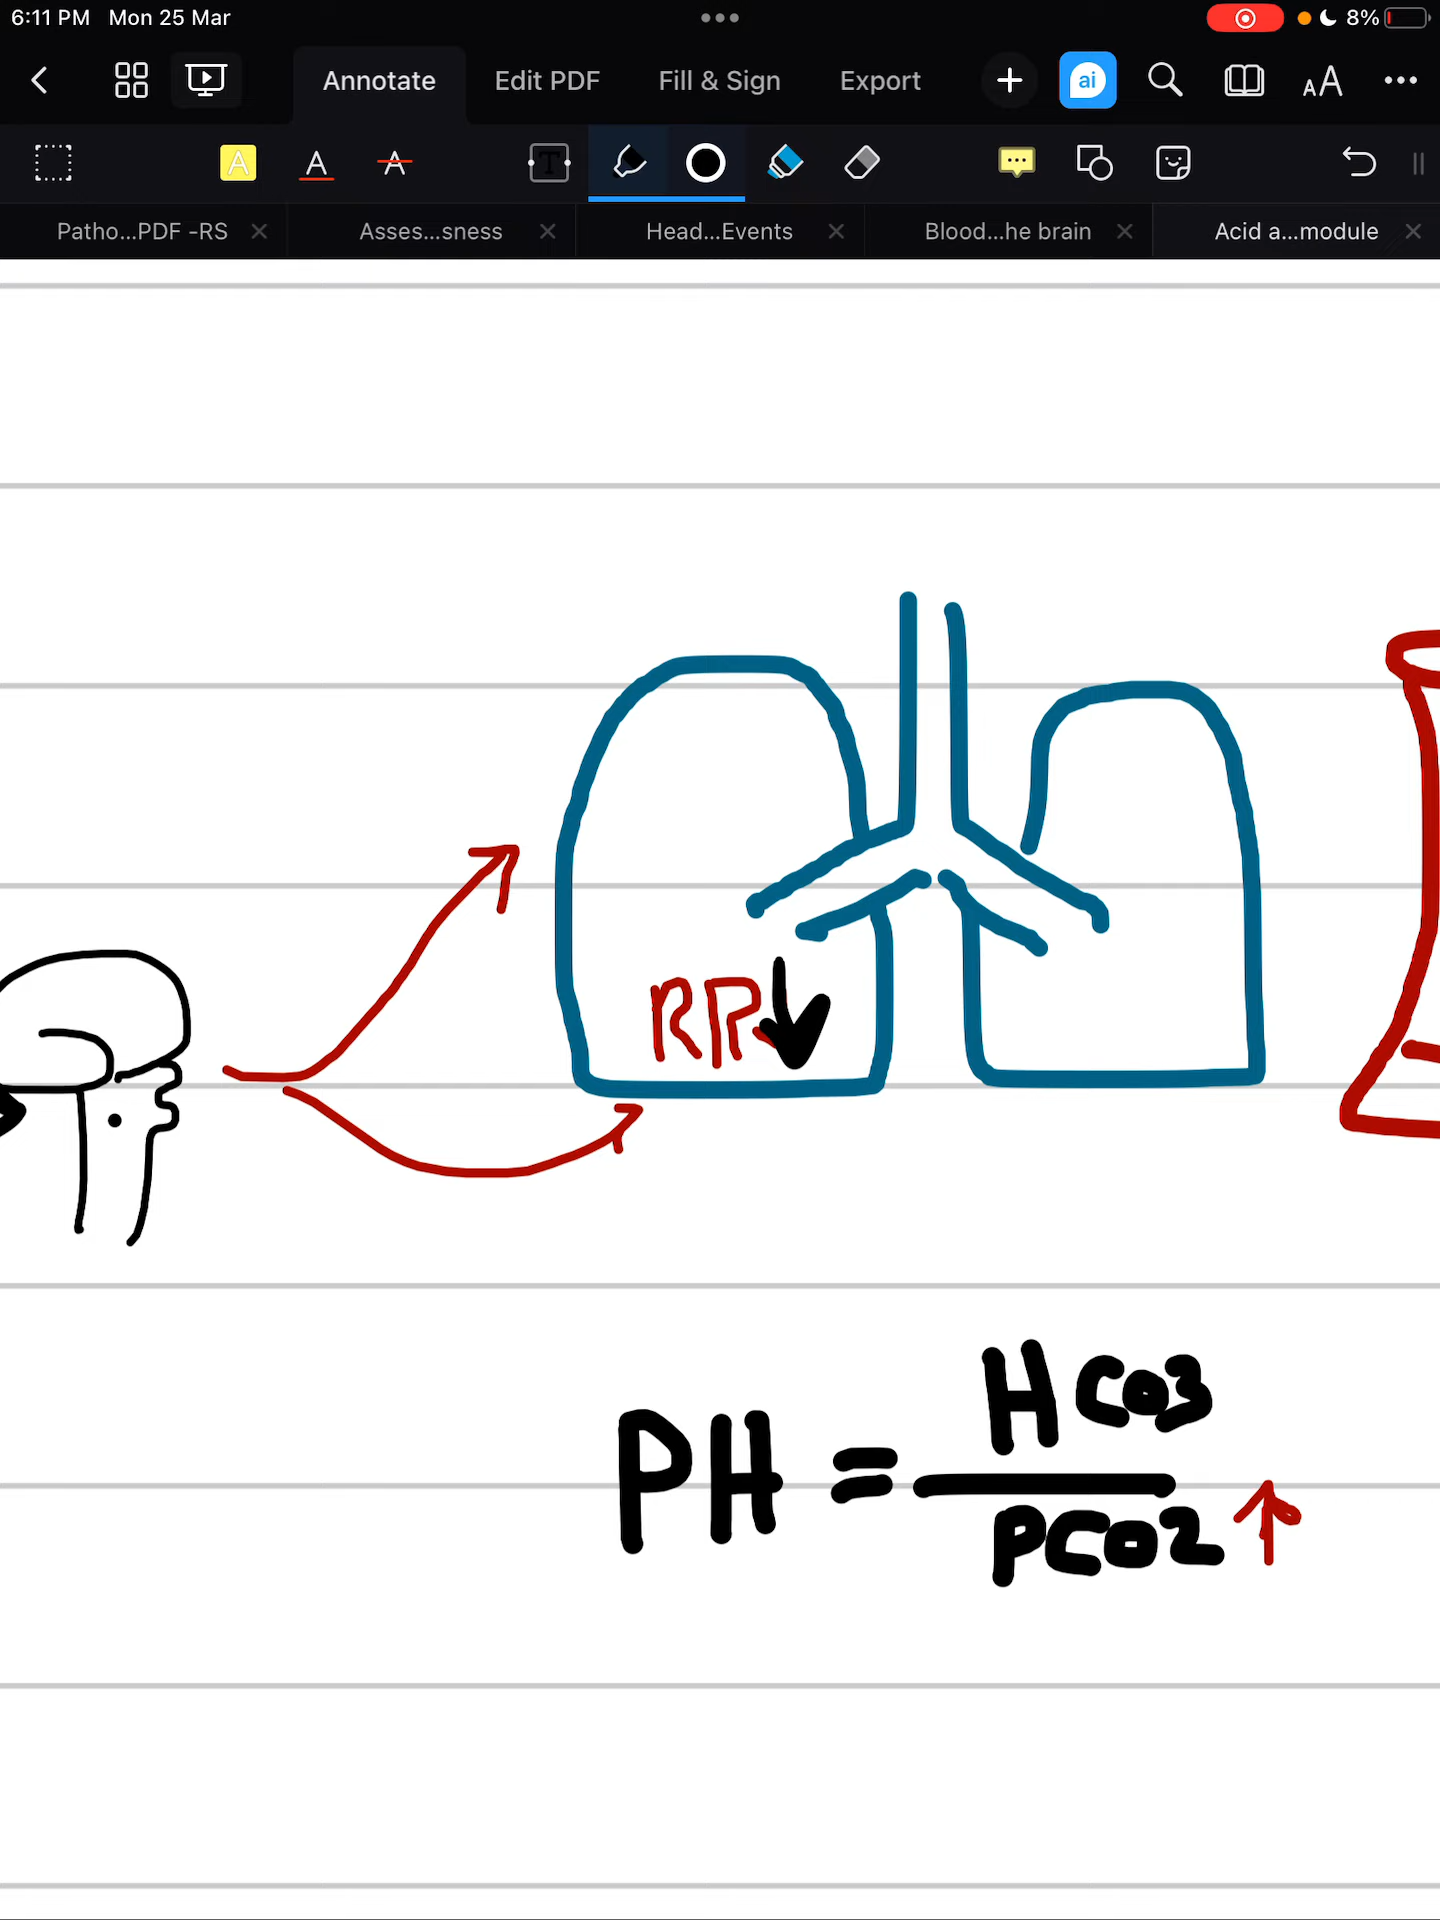 6:11 PM Mon 25 Mar
8%
Annotate Edit PDF Fill & Sign Export ai AA
A A A T
Patho...PDF -RS Asses...sness Head...Events Blood...he brain Acid a...module
RR
PH = HCO3
PCO2